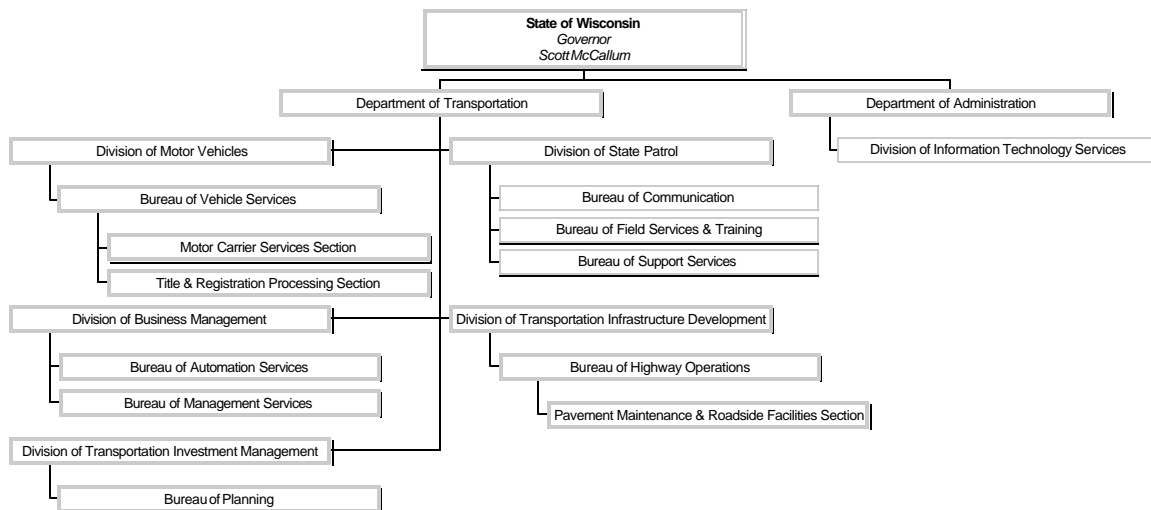 State of Wisconsin
Governor
Scott McCallum
Department of Transportation
Department of Administration
Division of Motor Vehicles
Division of State Patrol
Division of Information Technology Services
Bureau of Vehicle Services
Bureau of Communication
Motor Carrier Services Section
Bureau of Field Services & Training
Title & Registration Processing Section
Bureau of Support Services
Division of Business Management
Division of Transportation Infrastructure Development
Bureau of Automation Services
Bureau of Highway Operations
Bureau of Management Services
Pavement Maintenance & Roadside Facilities Section
Division of Transportation Investment Management
Bureau of Planning